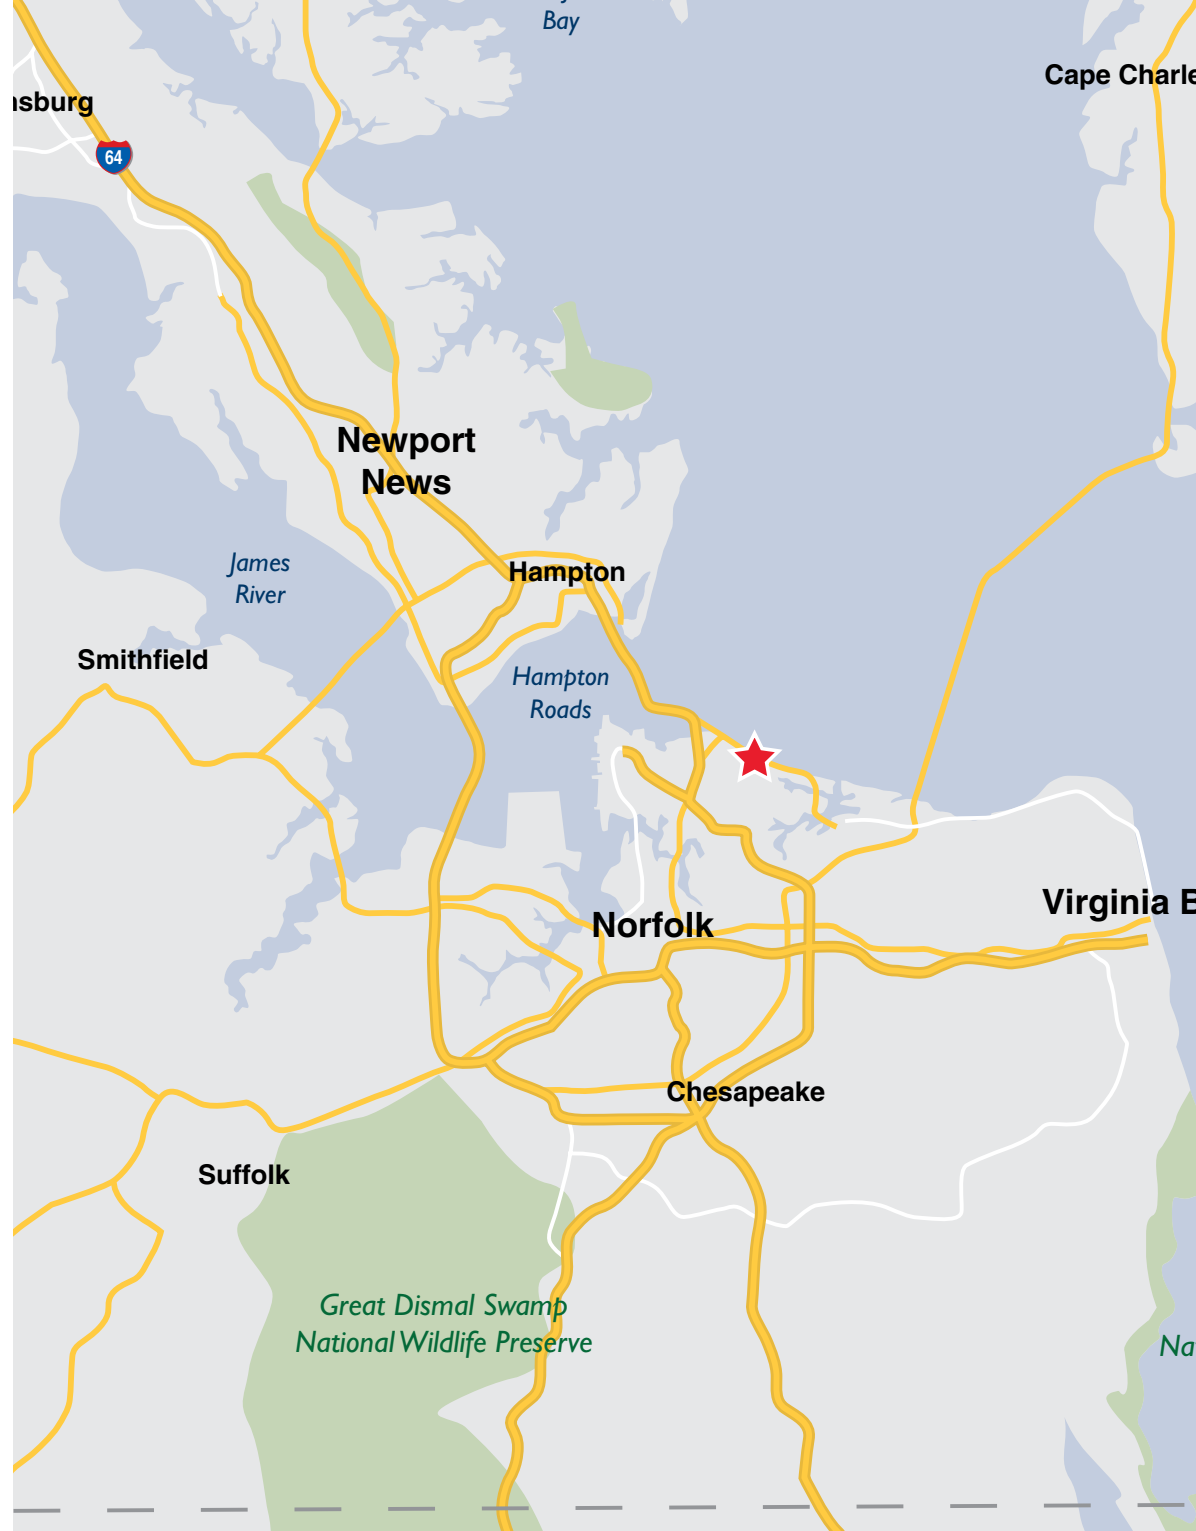 Bay
Cape Charle
nsburg
64
Newport
News
James
River
Hampton
Smithfield
Hampton
Roads
Virginia B
Norfolk
Chesapeake
Suffolk
Great Dismal Swamp
National Wildlife Preserve
Na